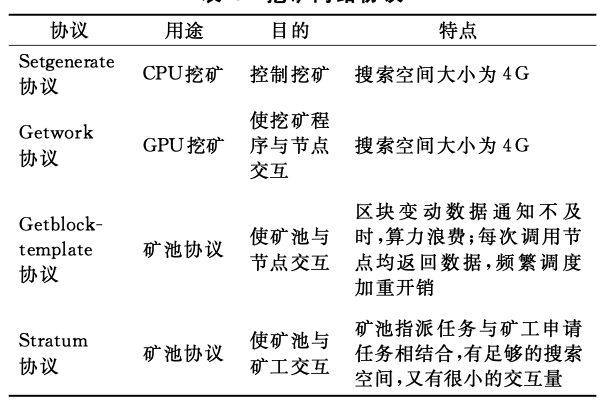 协议 用途 目的 特点
Setgenerate
协议
CPU挖矿
控制挖矿
搜索空间大小为4G
Getwork
协议
GPU挖矿
使挖矿程
序与节点
交互
搜索空间大小为4G
Getblock-
template
协议
矿池协议
使矿池与
节点交互
区块变动数据通知不及
时,算力浪费;每次调用节
点均返回数据,频繁调度
加重开销
Stratum
协议
矿池协议
使矿池与
矿工交互
矿池指派任务与矿工申请
任务相结合,有足够的搜索
空间,又有很小的交互量